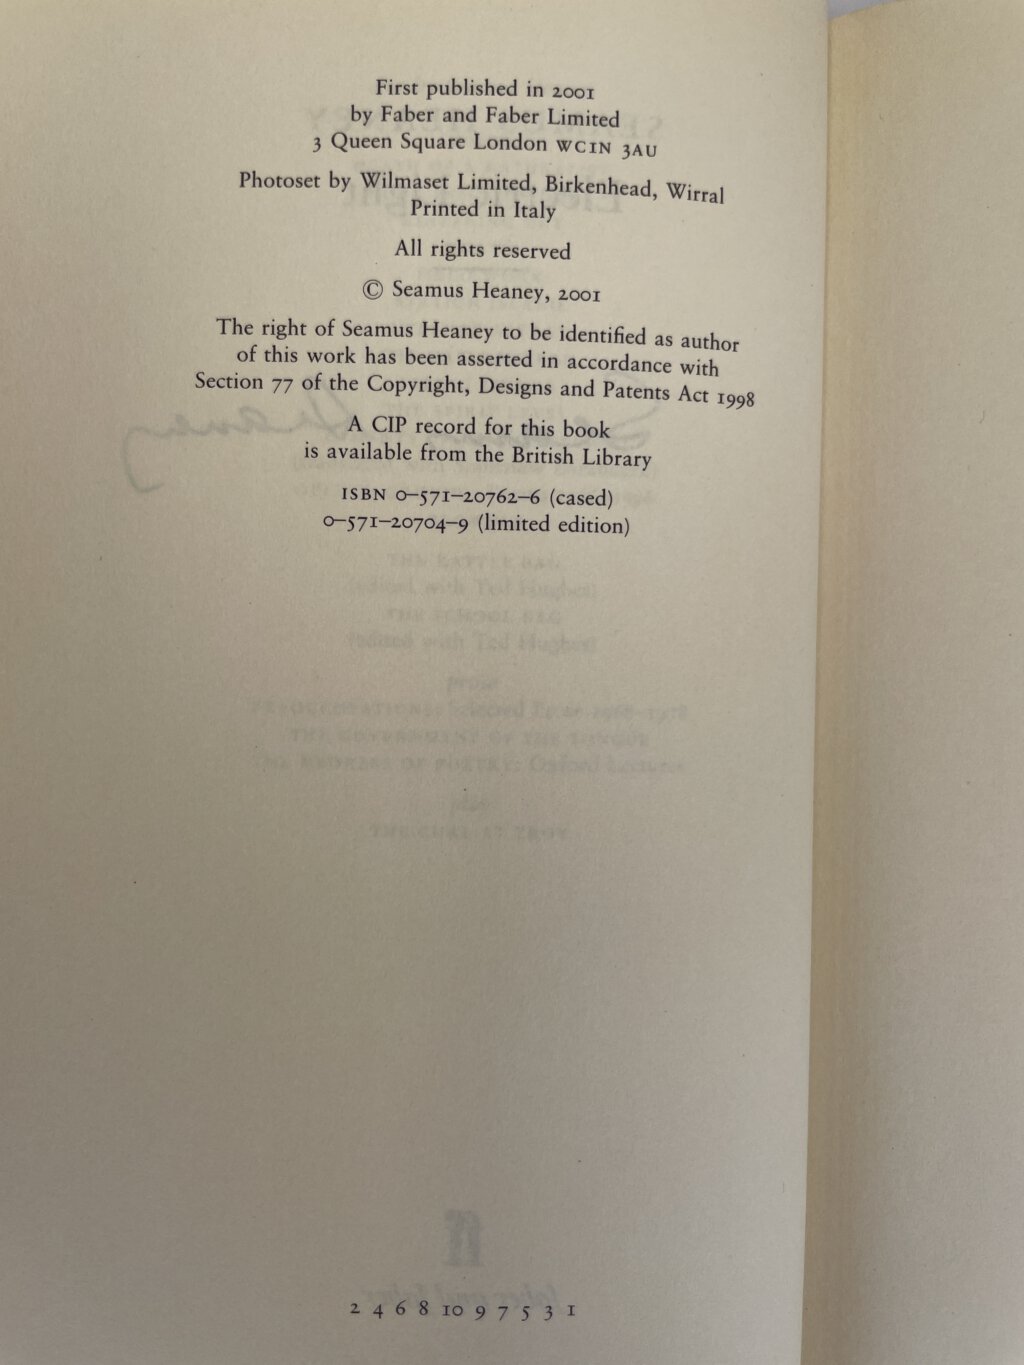 First published in 2001
by Faber and Faber Limited
3 Queen Square London WC1N 3AU
Photoset by Wilmaset Limited, Birkenhead, Wirral
Printed in Italy
All rights reserved
© Seamus Heaney, 2001
The right of Seamus Heaney to be identified as author
of this work has been asserted in accordance with
Section 77 of the Copyright, Designs and Patents Act 1998
A CIP record for this book
is available from the British Library
ISBN 0–571–20762–6 (cased)
0–571–20704–9 (limited edition)
2 4 6 8 10 9 7 5 3 1